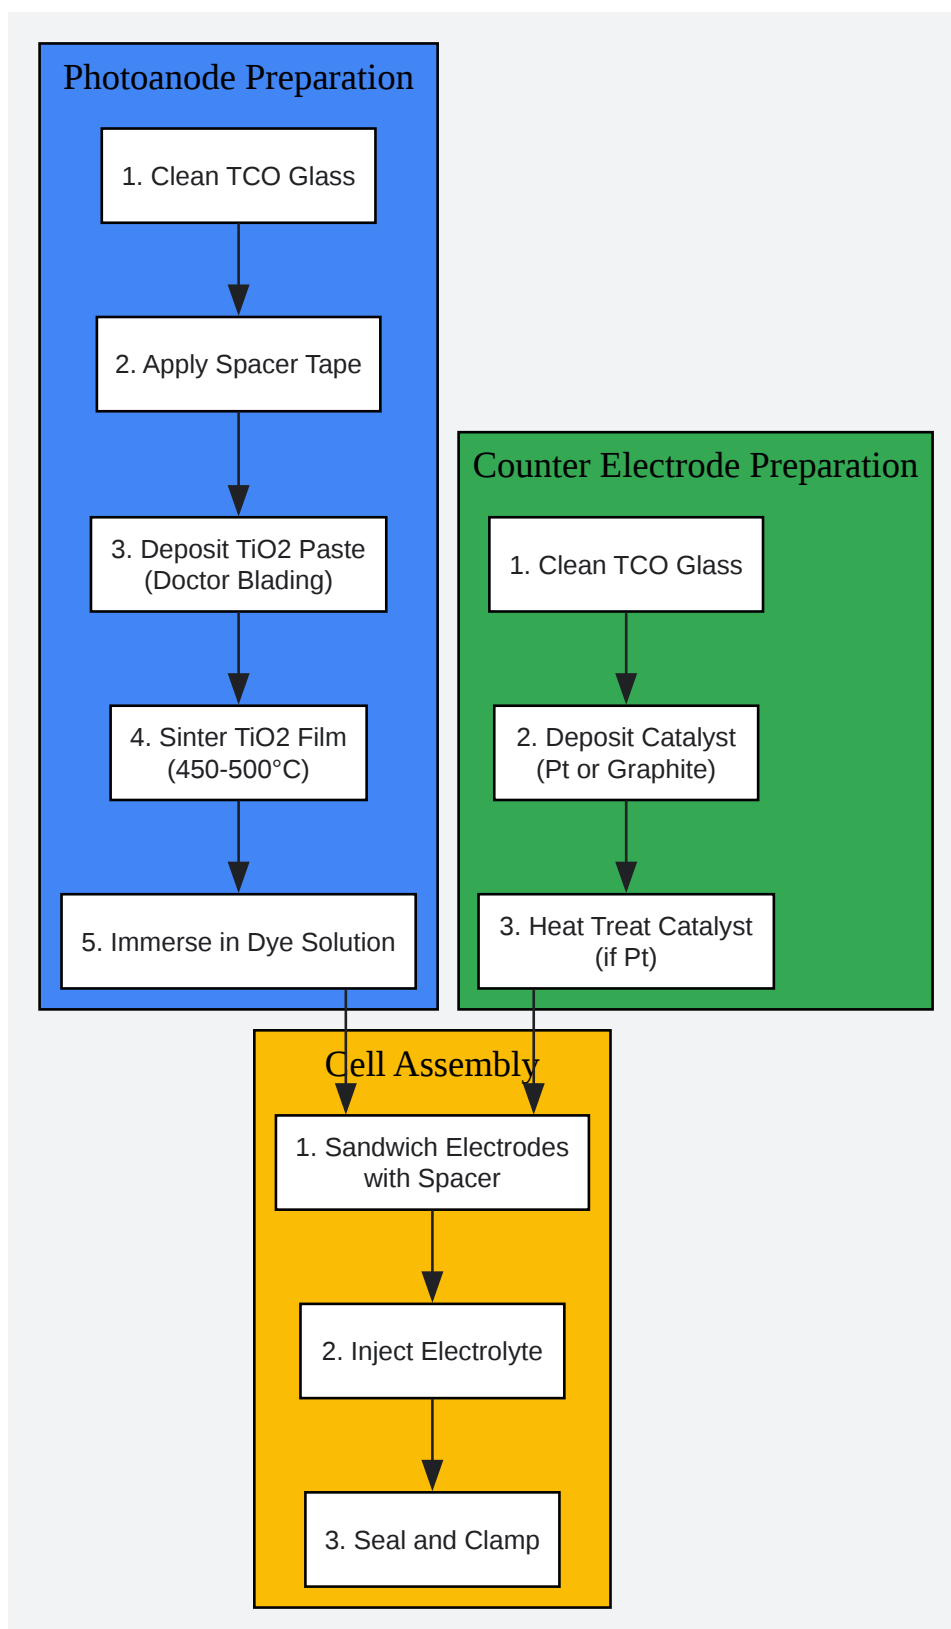 Photoanode Preparation
1. Clean TCO Glass
2. Apply Spacer Tape
3. Deposit TiO2 Paste
(Doctor Blading)
4. Sinter TiO2 Film
(450-500°C)
5. Immerse in Dye Solution
Counter Electrode Preparation
1. Clean TCO Glass
2. Deposit Catalyst
(Pt or Graphite)
3. Heat Treat Catalyst
(if Pt)
Cell Assembly
1. Sandwich Electrodes
with Spacer
2. Inject Electrolyte
3. Seal and Clamp